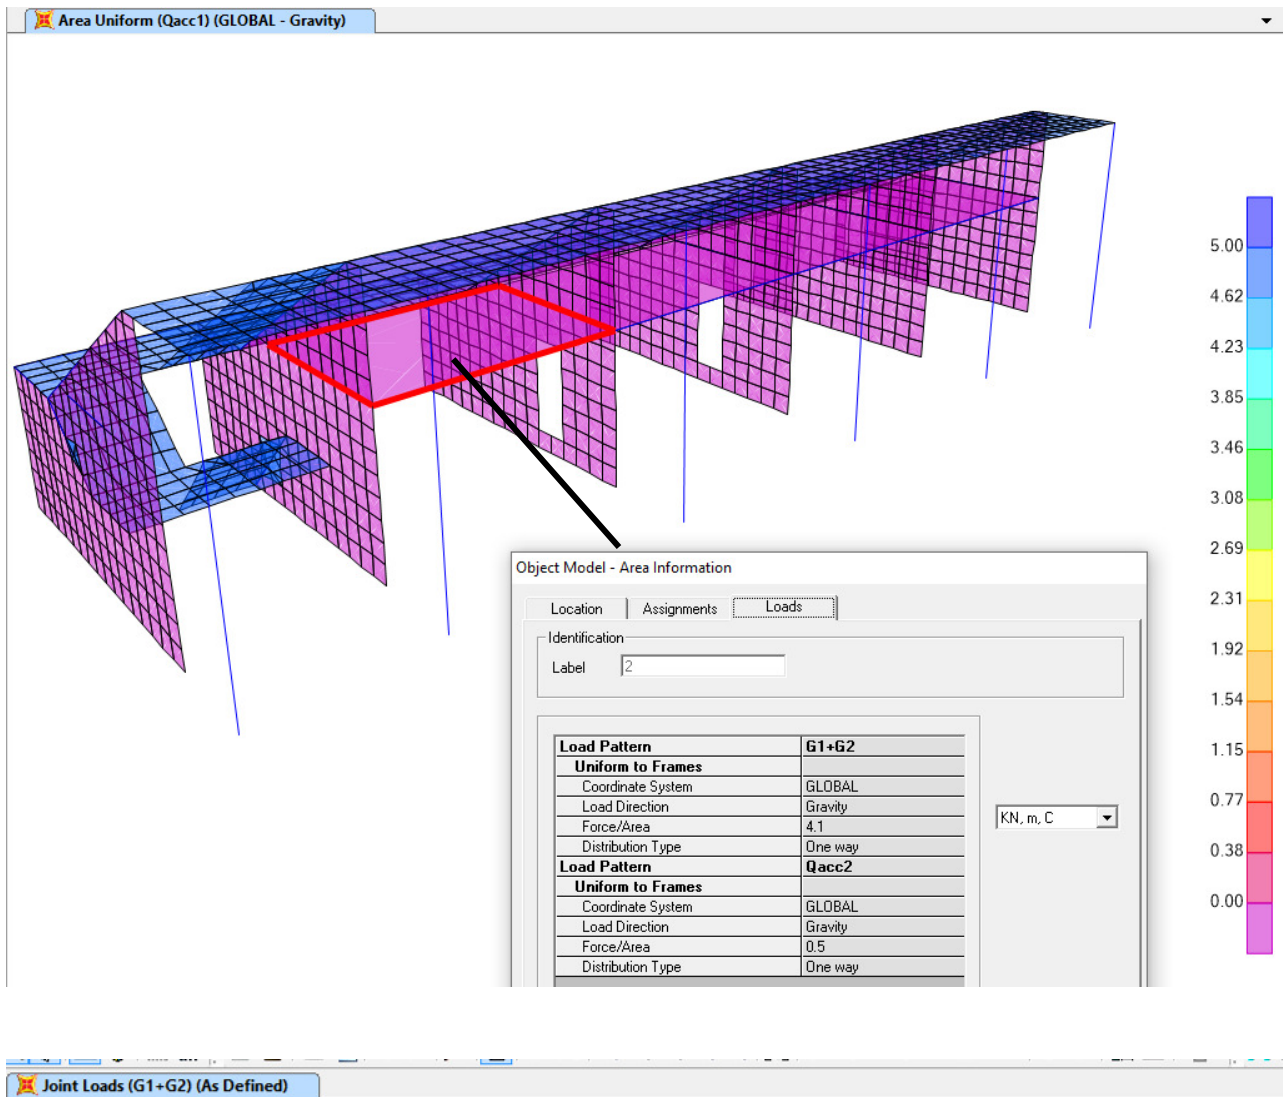 Area Uniform (Qacc1) (GLOBAL - Gravity)
5.00
4.62
4.23
3.85
3.46
3.08
2.69
2.31
1.92
1.54
1.15
0.77
0.38
0.00
Object Model - Area Information
Location Assignments Loads
Identification
Label 2
Load Pattern G1+G2
Uniform to Frames
Coordinate System GLOBAL
Load Direction Gravity
Force/Area 4.1
Distribution Type One way
Load Pattern Qacc2
Uniform to Frames
Coordinate System GLOBAL
Load Direction Gravity
Force/Area 0.5
Distribution Type One way
KN, m, C
Joint Loads (G1+G2) (As Defined)